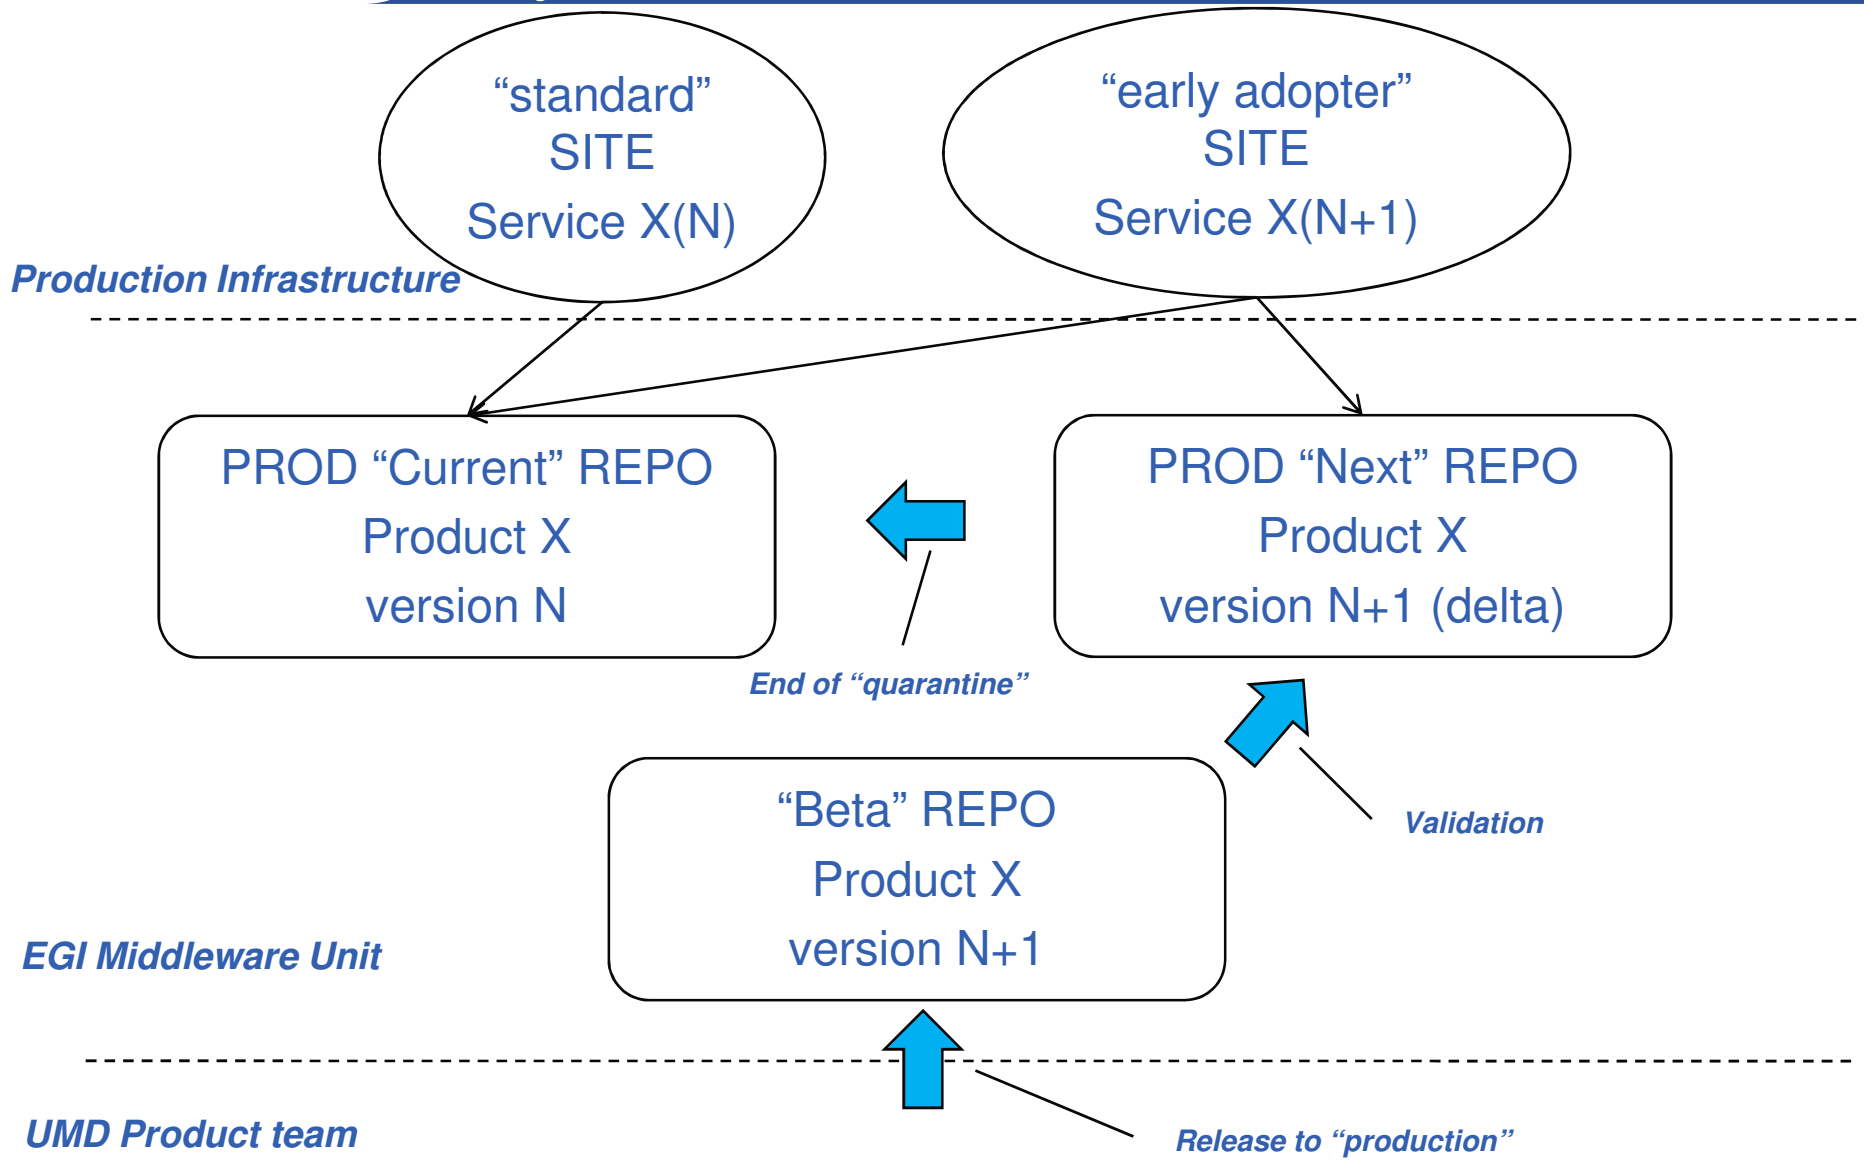 “standard”
SITE
Service X(N)
“early adopter”
SITE
Service X(N+1)
Production Infrastructure
PROD “Current” REPO
Product X
version N
PROD “Next” REPO
Product X
version N+1 (delta)
End of “quarantine”
“Beta” REPO
Product X
version N+1
Validation
EGI Middleware Unit
UMD Product team
Release to “production”